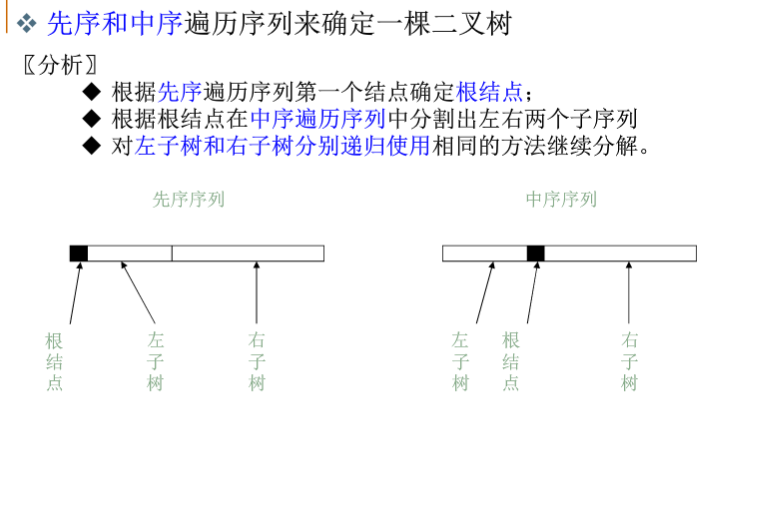 ❖ 先序和中序遍历序列来确定一棵二叉树
〖分析〗
◆ 根据先序遍历序列第一个结点确定根结点；
◆ 根据根结点在中序遍历序列中分割出左右两个子序列
◆ 对左子树和右子树分别递归使用相同的方法继续分解。
先序序列
中序序列
根结点
左子树
右子树
左子树
根结点
右子树